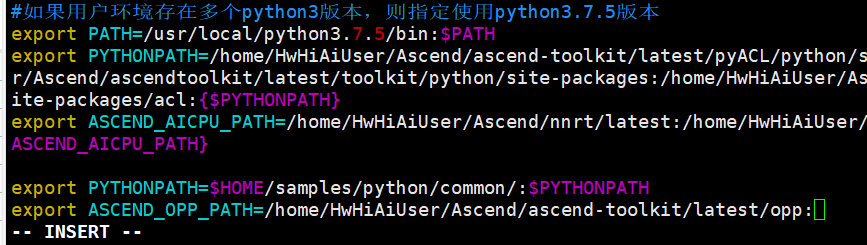 #如果用户环境存在多个python3版本，则指定使用python3.7.5版本
export PATH=/usr/local/python3.7.5/bin:$PATH
export PYTHONPATH=/home/HwHiAiUser/Ascend/ascend-toolkit/latest/pyACL/python/s
r/Ascend/ascendtoolkit/latest/toolkit/python/site-packages:/home/HwHiAiUser/As
ite-packages/acl:{$PYTHONPATH}
export ASCEND_AICPU_PATH=/home/HwHiAiUser/Ascend/nnrt/latest:/home/HwHiAiUser/
ASCEND_AICPU_PATH}
export PYTHONPATH=$HOME/samples/python/common/:$PYTHONPATH
export ASCEND_OPP_PATH=/home/HwHiAiUser/Ascend/ascend-toolkit/latest/opp:
-- INSERT --